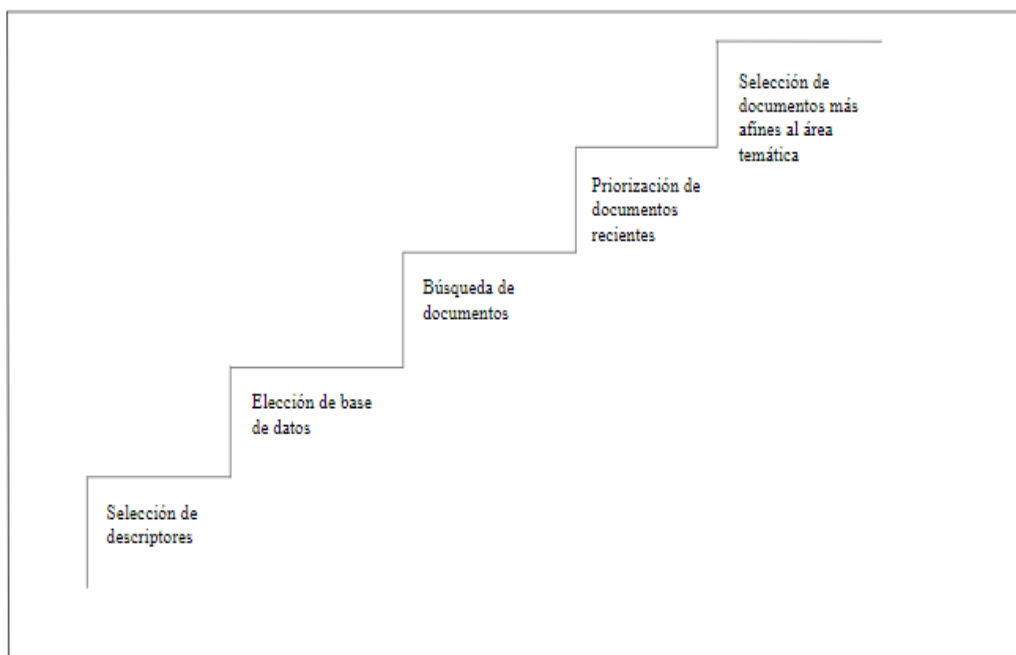 Selección de
documentos más
afines al área
temática
Priorización de
documentos
recientes
Búsqueda de
documentos
Elección de base
de datos
Selección de
descriptores